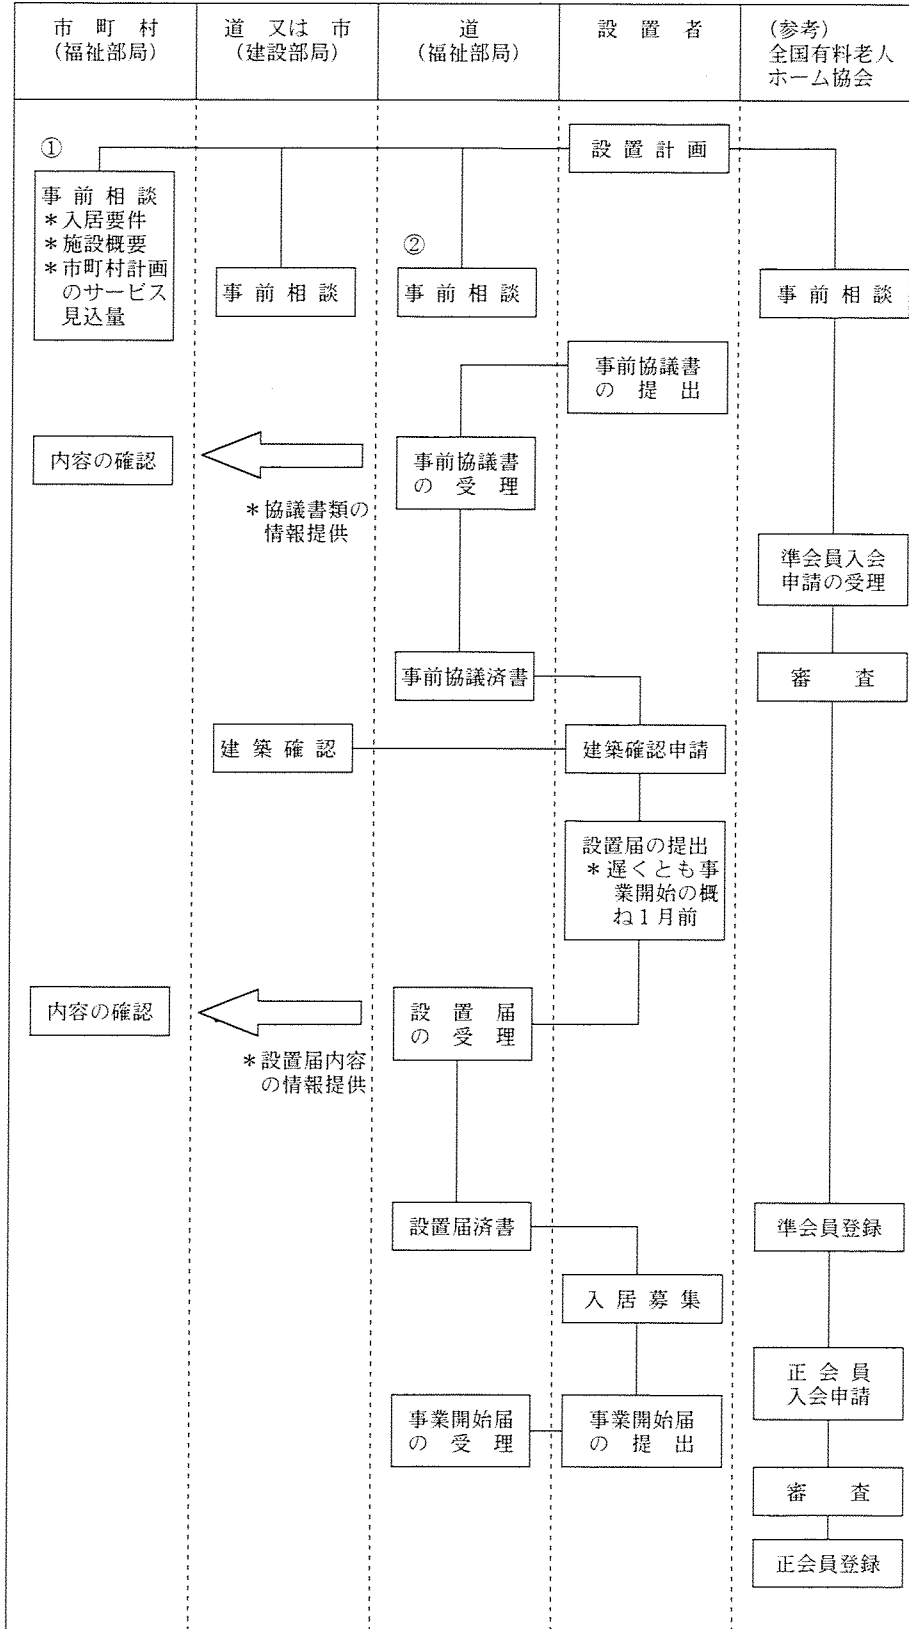 市 町 村
(福祉部局)
道 又は 市
(建設部局)
道
(福祉部局)
設 置 者
(参考)
全国有料老人
ホーム協会
①
設 置 計 画
事 前 相 談
＊入居要件
＊施設概要
＊市町村計画
のサービス
見込量
②
事 前 相 談
事 前 相 談
事 前 相 談
事前協議書
の 提 出
内容の確認
事前協議書
の 受 理
＊協議書類の
情報提供
準会員入会
申請の受理
事前協議済書
審 査
建 築 確 認
建築確認申請
設置届の提出
＊遅くとも事
業開始の概
ね１月前
内容の確認
設 置 届
の 受 理
＊設置届内容
の情報提供
設置届済書
準会員登録
入 居 募 集
正 会 員
入会申請
事業開始届
の 受 理
事業開始届
の 提 出
審 査
正会員登録